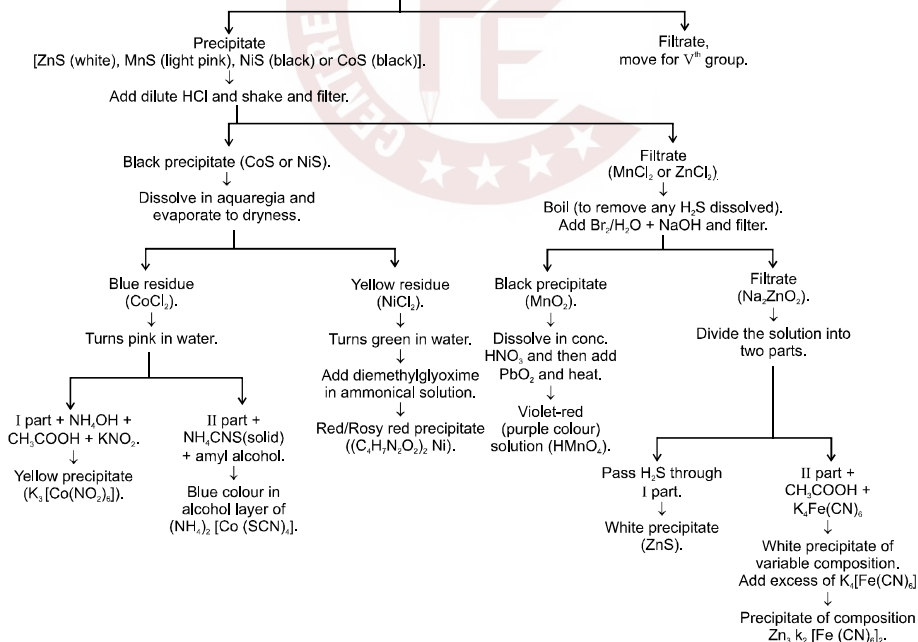 Precipitate
[ZnS (white), MnS (light pink), NiS (black) or CoS (black)].
↓
Add dilute HCl and shake and filter.
Filtrate,
move for Vth group.
CENTRE
Black precipitate (CoS or NiS).
↓
Dissolve in aquaregia and
evaporate to dryness.
Filtrate
(MnCl₂ or ZnCl₂)
↓
Boil (to remove any H₂S dissolved).
Add Br₂/H₂O + NaOH and filter.
Blue residue
(CoCl₂).
↓
Turns pink in water.
Yellow residue
(NiCl₂).
↓
Turns green in water.
↓
Add diemethylglyoxime
in ammonical solution.
↓
Red/Rosy red precipitate
((C₄H₇N₂O₂)₂ Ni).
Black precipitate
(MnO₂).
↓
Dissolve in conc.
HNO₃ and then add
PbO₂ and heat.
↓
Violet-red
(purple colour)
solution (HMnO₄).
Filtrate
(Na₂ZnO₂).
↓
Divide the solution into
two parts.
I part + NH₄OH +
CH₃COOH + KNO₂.
↓
Yellow precipitate
(K₃[Co(NO₂)₆]).
II part +
NH₄CNS(solid)
+ amyl alcohol.
↓
Blue colour in
alcohol layer of
(NH₄)₂ [Co (SCN)₄].
Pass H₂S through
I part.
↓
White precipitate
(ZnS).
II part +
CH₃COOH +
K₄Fe(CN)₆
↓
White precipitate of
variable composition.
Add excess of K₄[Fe(CN)₆]
↓
Precipitate of composition
Zn₃ k₂ [Fe (CN)₆]₂.